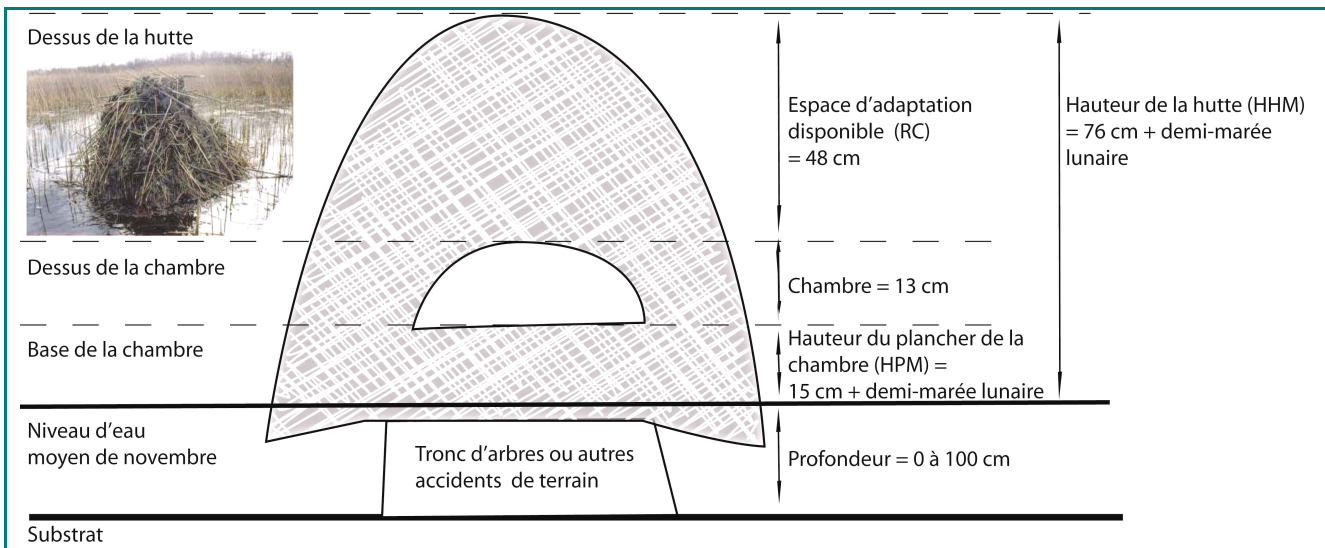 Dessus de la hutte
Dessus de la chambre
Base de la chambre
Niveau d’eau
moyen de novembre
Substrat
Tronc d’arbres ou autres
accidents de terrain
Espace d’adaptation
disponible (RC)
= 48 cm
Chambre = 13 cm
Hauteur du plancher de la
chambre (HPM) =
15 cm + demi-marée lunaire
Profondeur = 0 à 100 cm
Hauteur de la hutte (HHM)
= 76 cm + demi-marée
lunaire